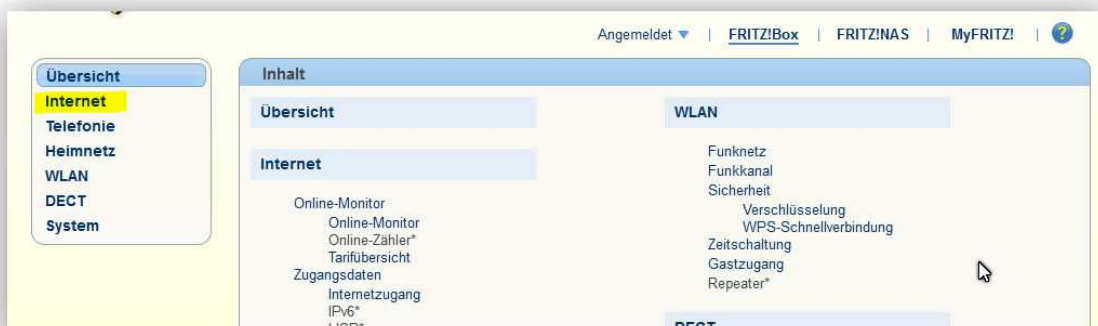 Angemeldet | FRITZ!Box | FRITZ!NAS | MyFRITZ! | ?
Übersicht
Internet
Telefonie
Heimnetz
WLAN
DECT
System
Inhalt
Übersicht
Internet
Online-Monitor
Online-Monitor
Online-Zähler*
Tarifübersicht
Zugangsdaten
Internetzugang
IPv6*
WLAN
Funknetz
Funkkanal
Sicherheit
Verschlüsselung
WPS-Schnellverbindung
Zeitschaltung
Gastzugang
Repeater*
DECT